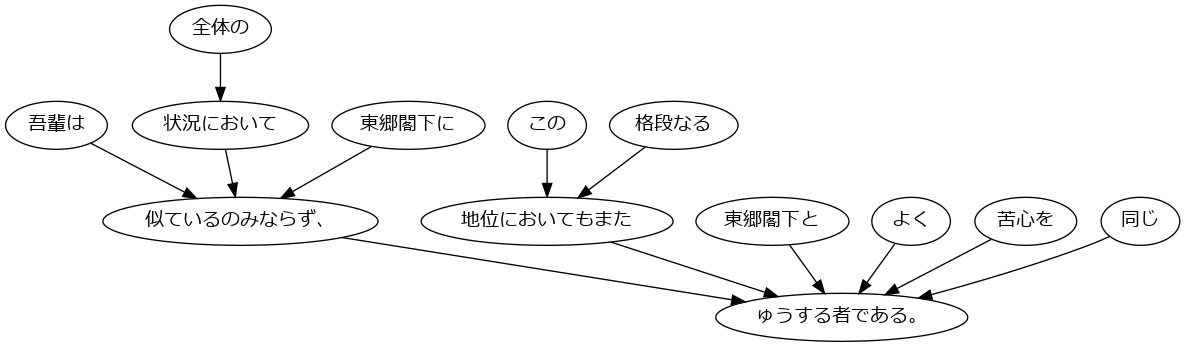 全体の
吾輩は
状況において
東郷閣下に
この
格段なる
似ているのみならず、
地位においてもまた
東郷閣下と
よく
苦心を
同じ
ゅうする者である。